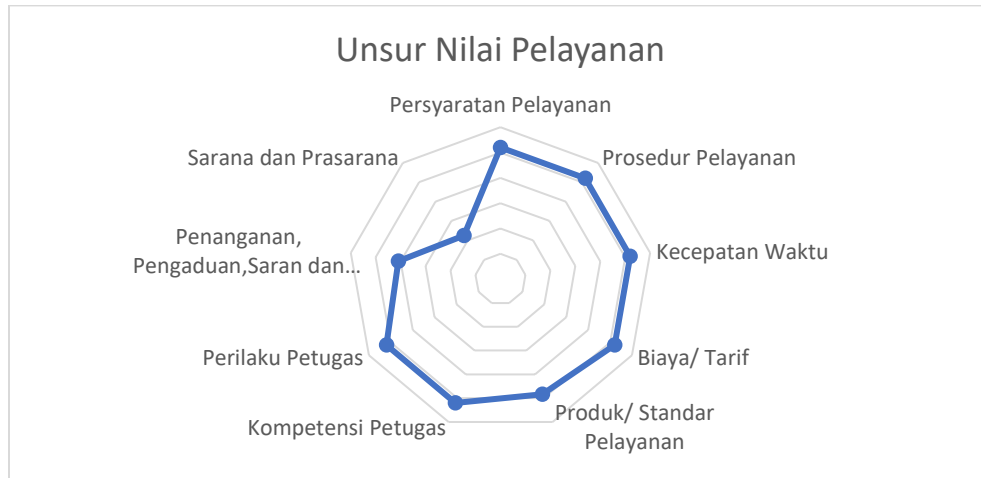 Unsur Nilai Pelayanan
Persyaratan Pelayanan
Prosedur Pelayanan
Kecepatan Waktu
Biaya/ Tarif
Produk/ Standar
Pelayanan
Kompetensi Petugas
Perilaku Petugas
Penanganan,
Pengaduan,Saran dan…
Sarana dan Prasarana